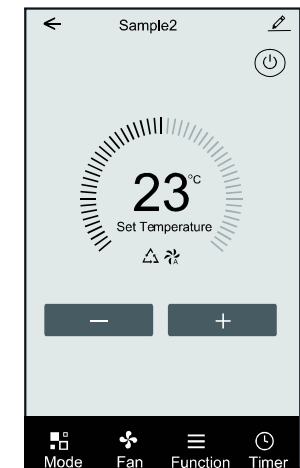 Sample2
23°C
Set Temperature
A
− +
Mode Fan Function Timer